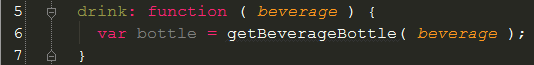 5 drink: function ( beverage ) {
6 var bottle = getBeverageBottle( beverage );
7 }